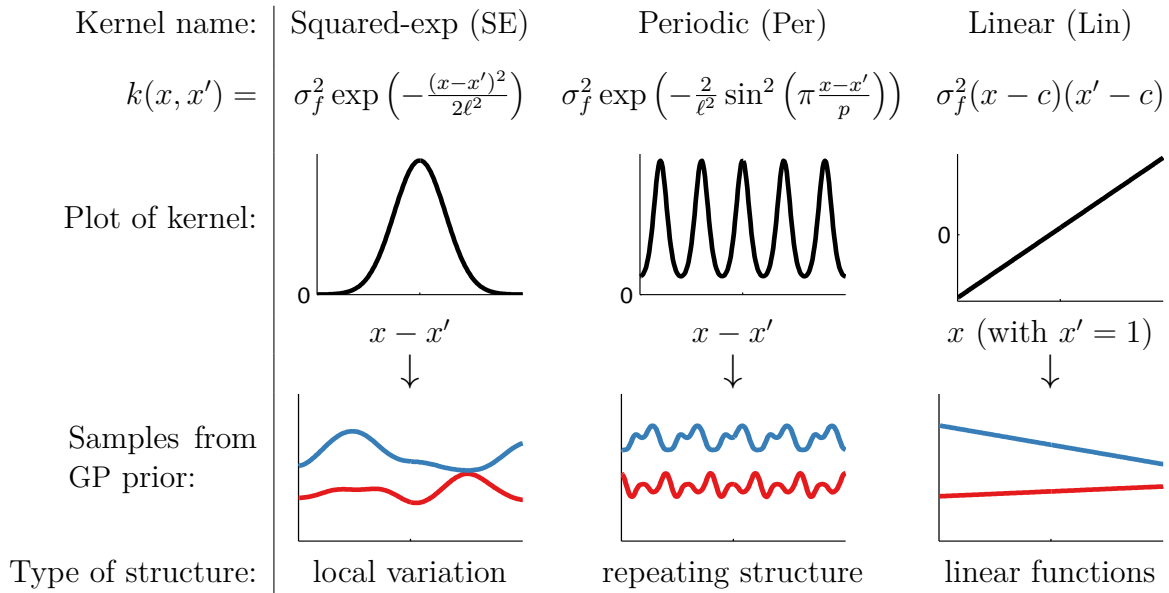 Kernel name: Squared-exp (SE) Periodic (Per) Linear (Lin)
k(x, x′) = σ_f^2 exp (−(x−x′)^2/2ℓ^2) σ_f^2 exp (−2/ℓ^2 sin^2 (π x−x′/p)) σ_f^2(x − c)(x′ − c)
Plot of kernel:
0 0 0
x − x′ x − x′ x (with x′ = 1)
↓ ↓ ↓
Samples from
GP prior:
Type of structure: local variation repeating structure linear functions